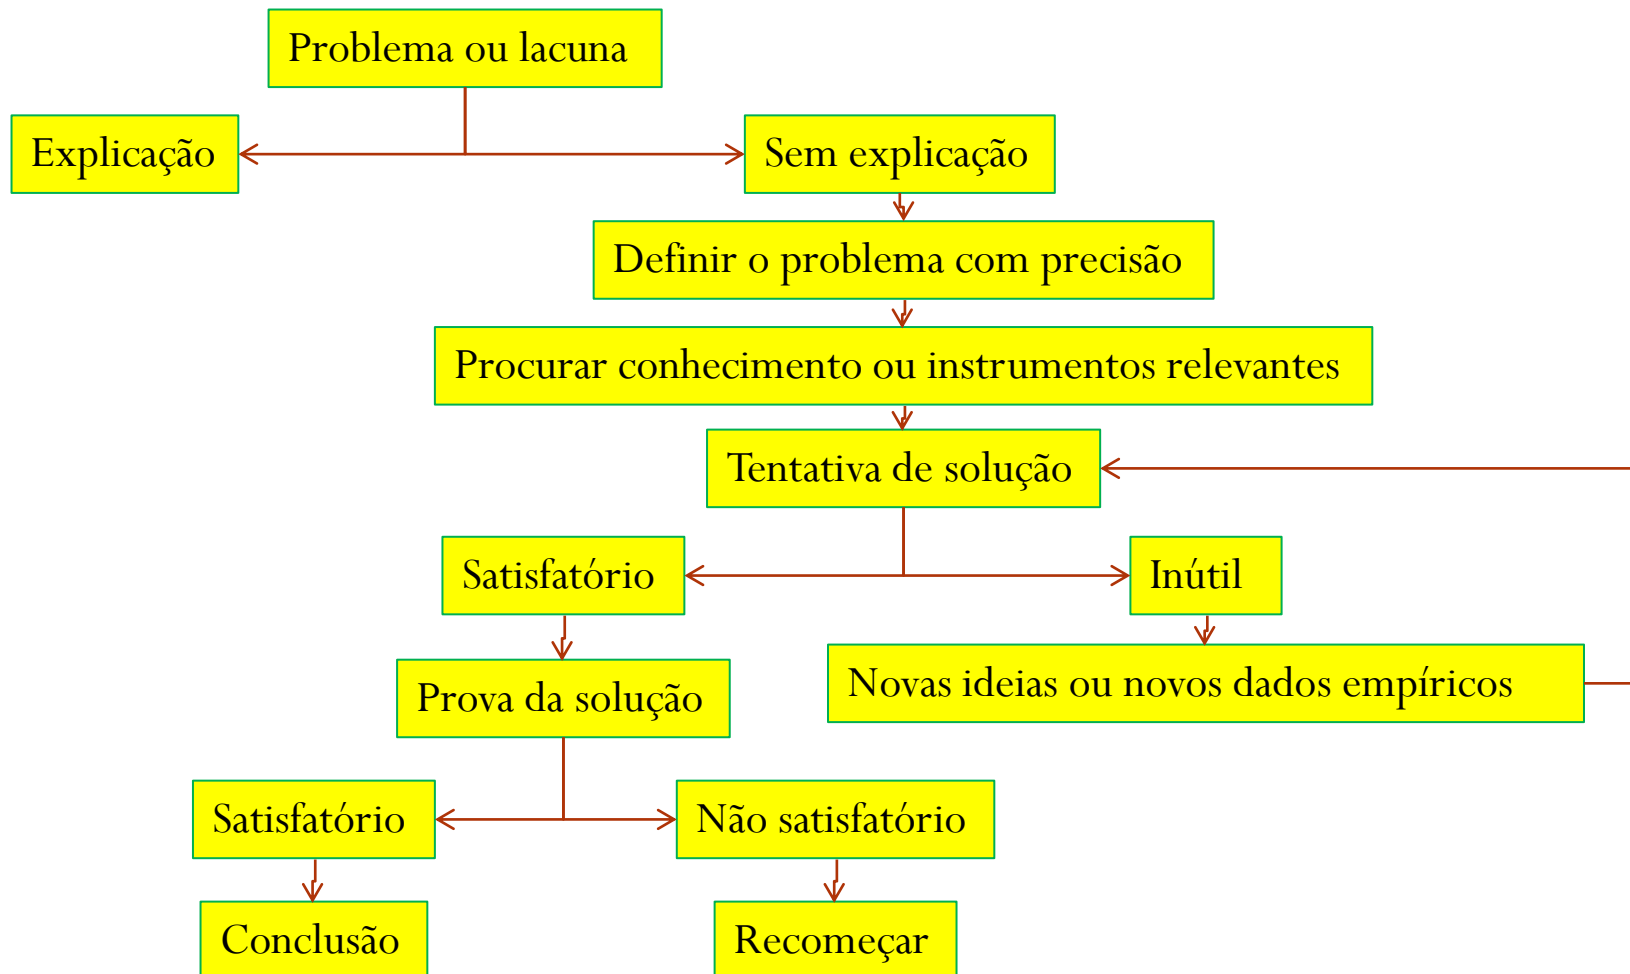 Problema ou lacuna
Explicação
Sem explicação
Definir o problema com precisão
Procurar conhecimento ou instrumentos relevantes
Tentativa de solução
Satisfatório
Inútil
Prova da solução
Novas ideias ou novos dados empíricos
Satisfatório
Não satisfatório
Conclusão
Recomeçar